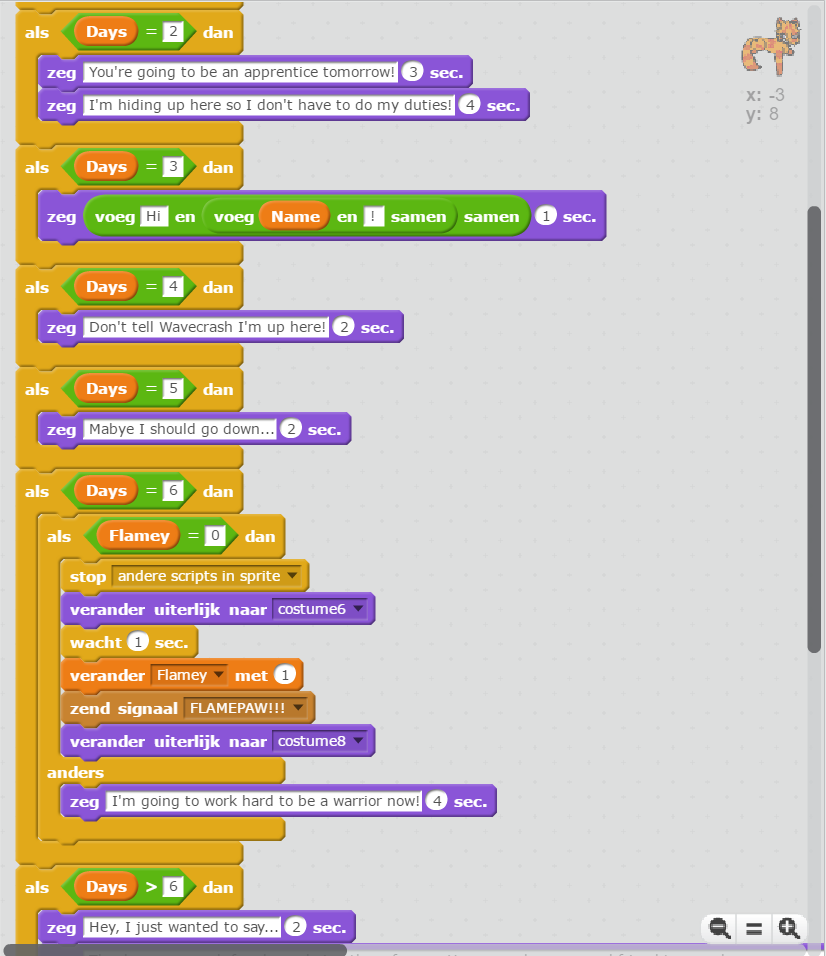 als Days = 2 dan
zeg You're going to be an apprentice tomorrow! 3 sec.
zeg I'm hiding up here so I don't have to do my duties! 4 sec.
x: -3
y: 8
als Days = 3 dan
zeg voeg Hi en voeg Name en ! samen samen 1 sec.
als Days = 4 dan
zeg Don't tell Wavecrash I'm up here! 2 sec.
als Days = 5 dan
zeg Mabye I should go down... 2 sec.
als Days = 6 dan
als Flamey = 0 dan
stop andere scripts in sprite
verander uiterlijk naar costume6
wacht 1 sec.
verander Flamey met 1
zend signaal FLAMEPAW!!!
verander uiterlijk naar costume8
anders
zeg I'm going to work hard to be a warrior now! 4 sec.
als Days > 6 dan
zeg Hey, I just wanted to say... 2 sec.